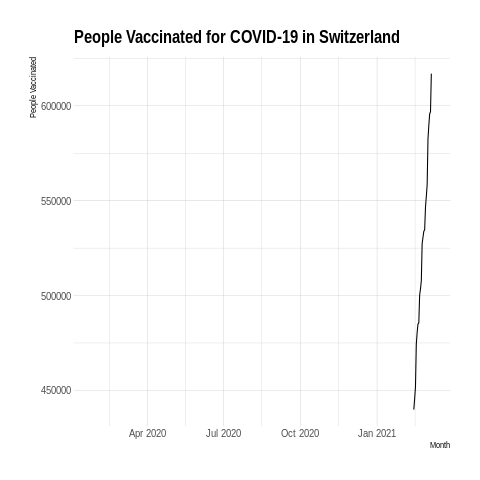 People Vaccinated for COVID-19 in Switzerland
People Vaccinated
600000
550000
500000
450000
Apr 2020 Jul 2020 Oct 2020 Jan 2021
Month